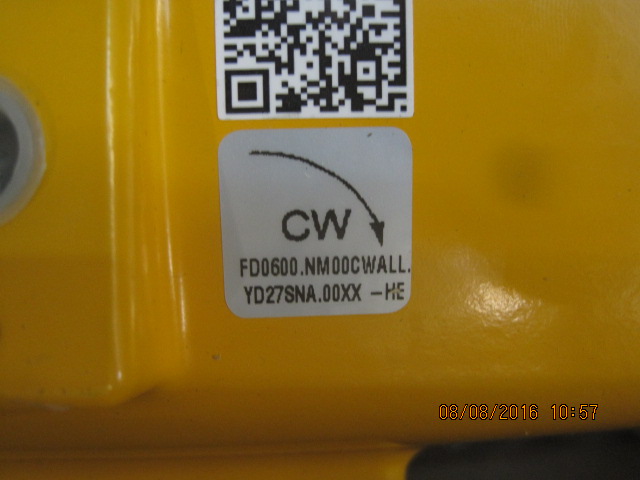 CW
FD0600.NM00CWALL.
YD27SNA.00XX -HE
08/08/2016 10:57